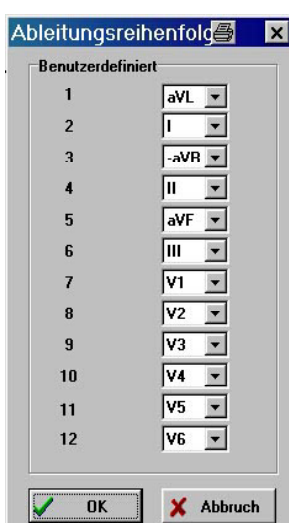 Ableitungsreihenfolg
Benutzerdefiniert
1 aVL
2 I
3 -aVR
4 II
5 aVF
6 III
7 V1
8 V2
9 V3
10 V4
11 V5
12 V6
OK Abbruch